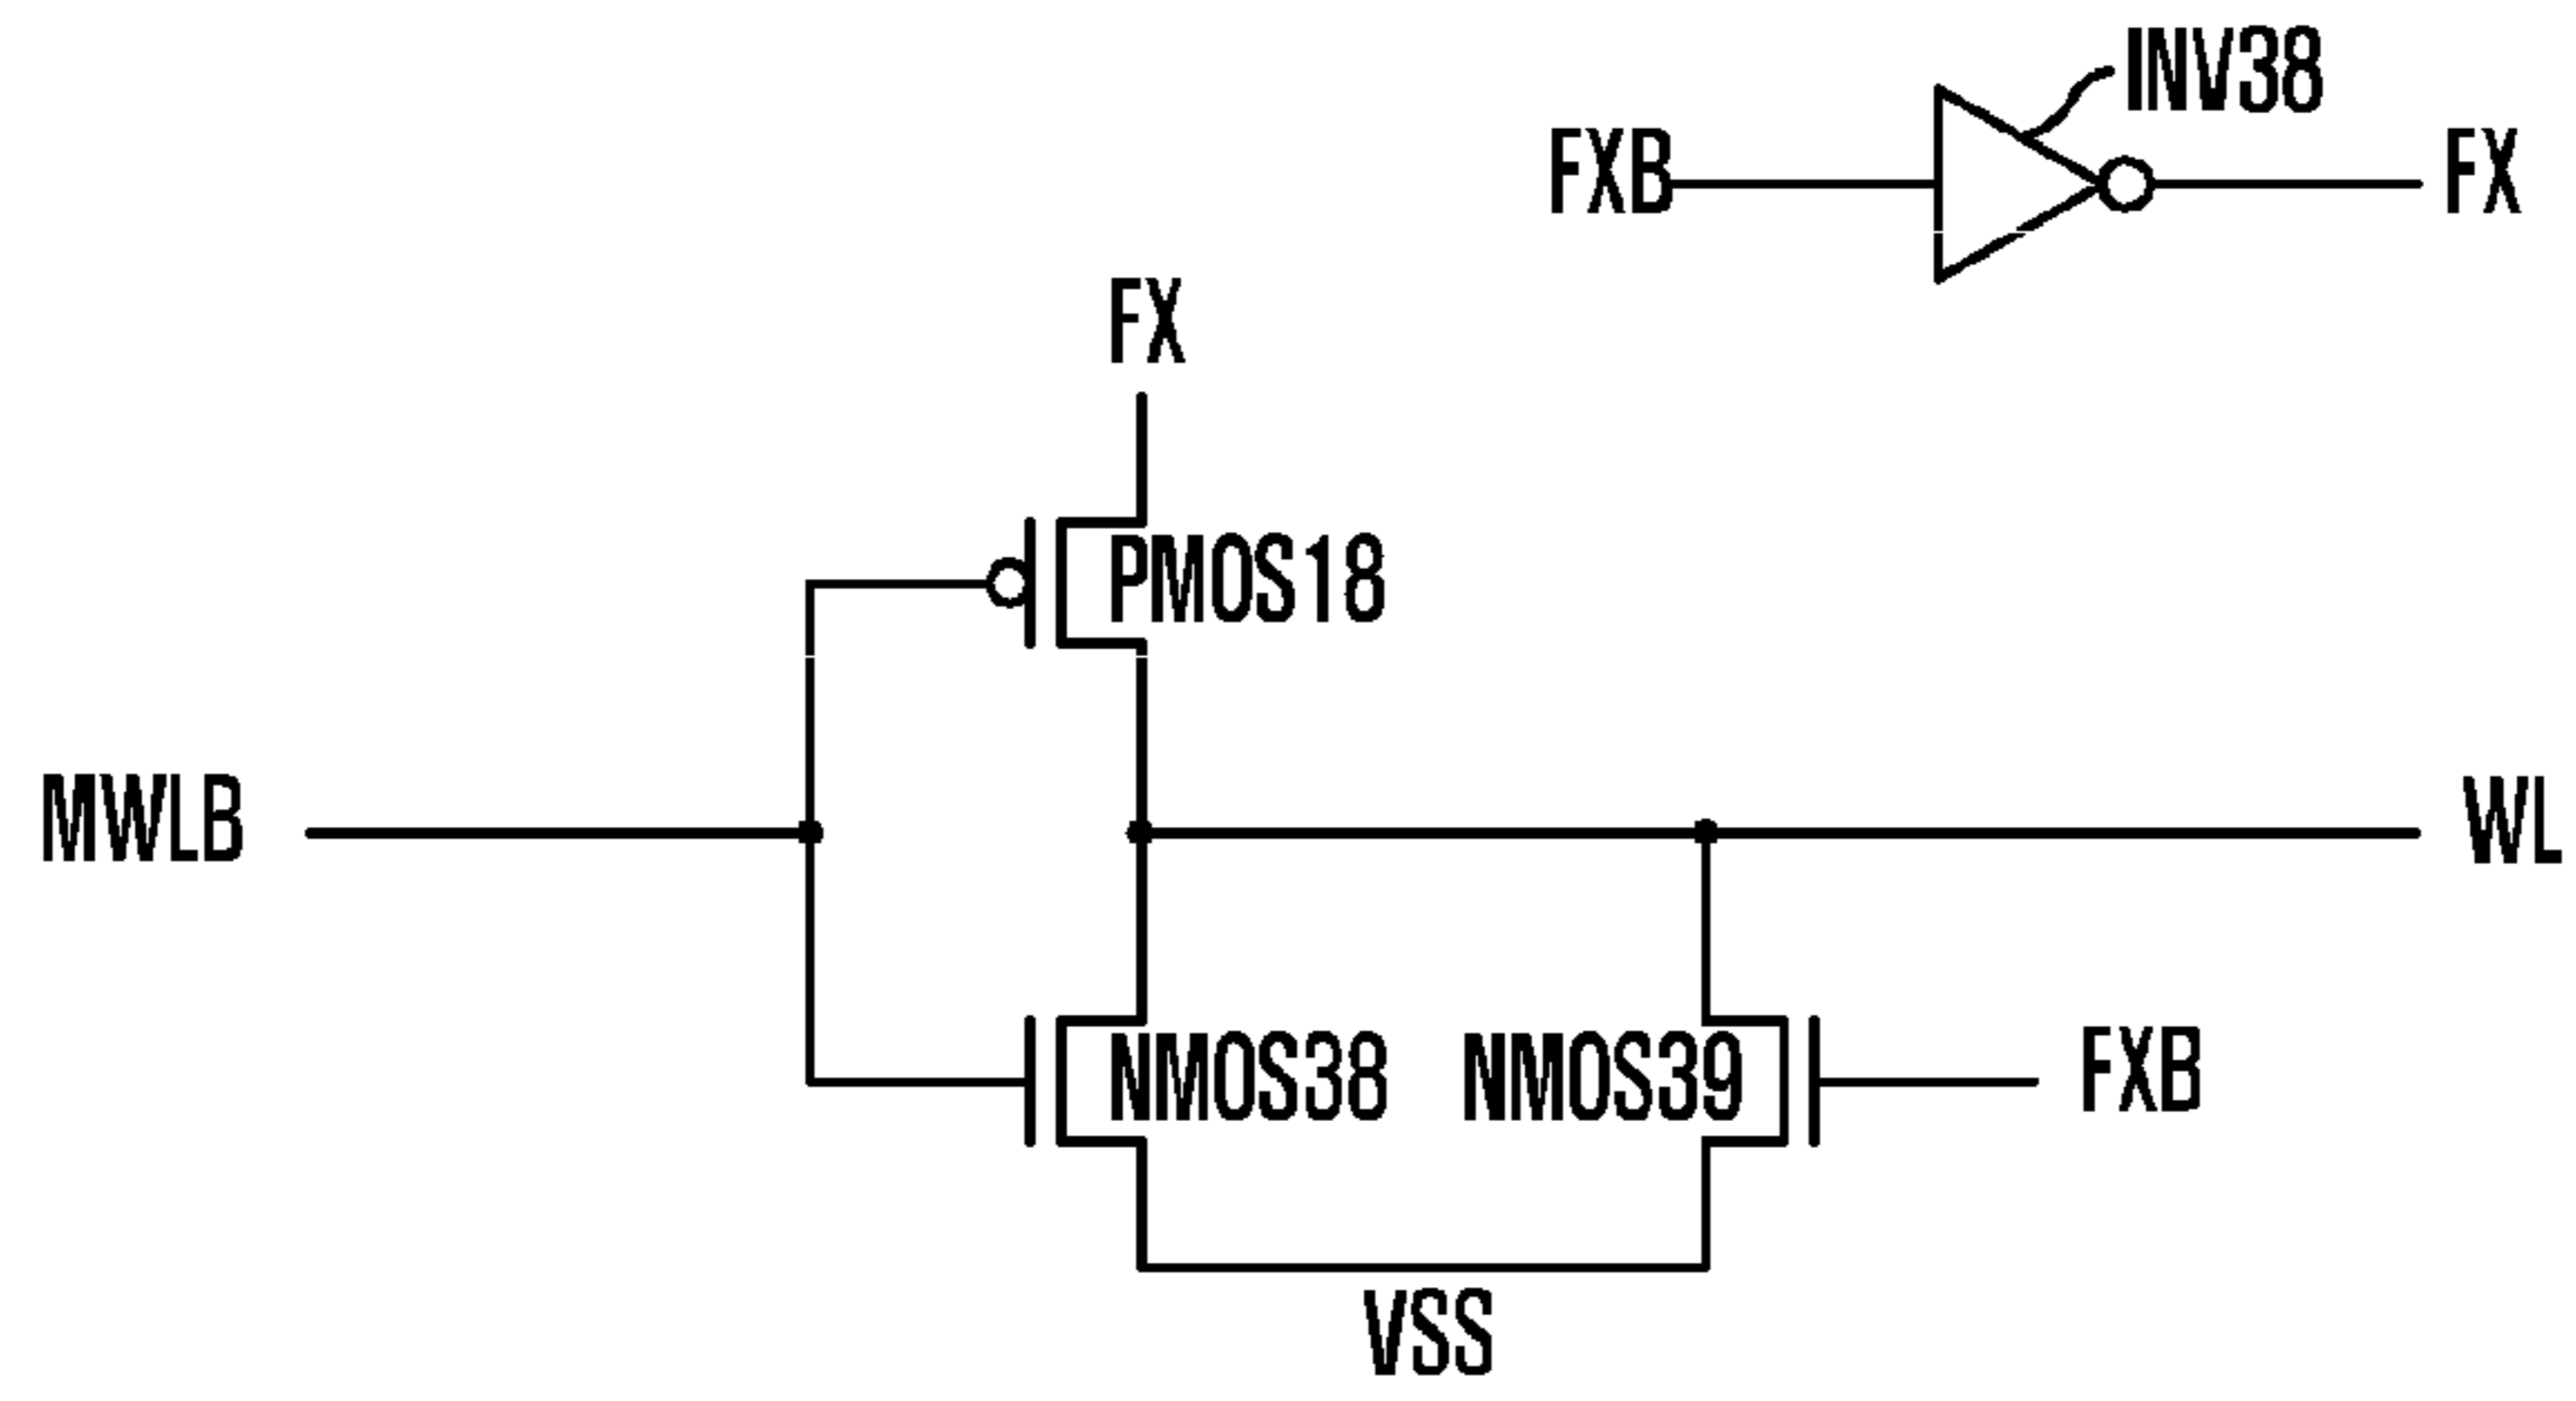 INV38
FXB FX
FX
PMOS18
MWLB WL
NMOS38 NMOS39 FXB
VSS